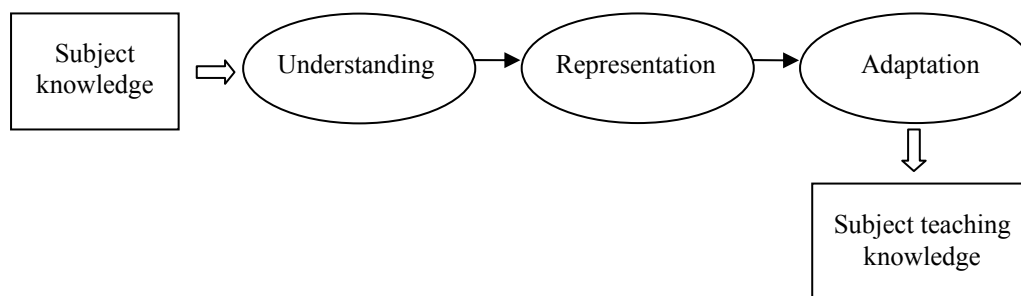 Subject
knowledge
Understanding
Representation
Adaptation
Subject teaching
knowledge